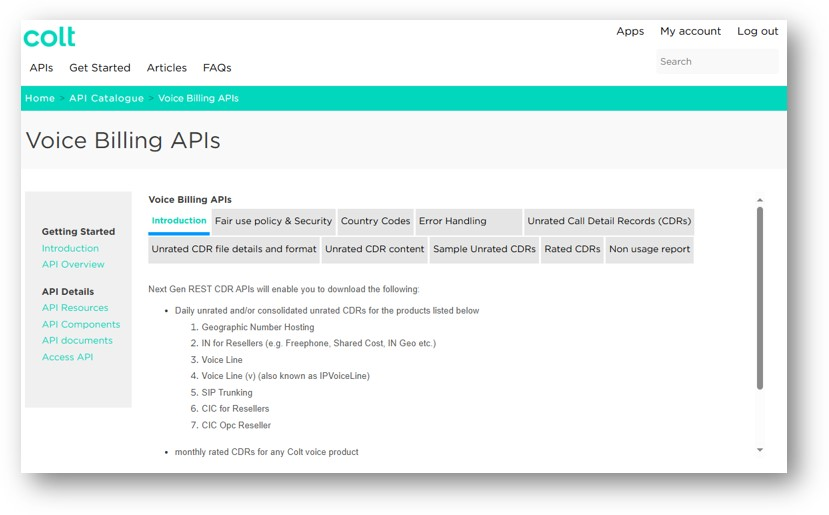 colt
Apps My account Log out
APIs Get Started Articles FAQs
Search
Home > API Catalogue > Voice Billing APIs
Voice Billing APIs
Getting Started
Introduction
API Overview
API Details
API Resources
API Components
API documents
Access API
Voice Billing APIs
Introduction Fair use policy & Security Country Codes Error Handling Unrated Call Detail Records (CDRs)
Unrated CDR file details and format Unrated CDR content Sample Unrated CDRs Rated CDRs Non usage report
Next Gen REST CDR APIs will enable you to download the following:
• Daily unrated and/or consolidated unrated CDRs for the products listed below
1. Geographic Number Hosting
2. IN for Resellers (e.g. Freephone, Shared Cost, IN Geo etc.)
3. Voice Line
4. Voice Line (v) (also known as IPVoiceLine)
5. SIP Trunking
6. CIC for Resellers
7. CIC Opc Reseller
• monthly rated CDRs for any Colt voice product